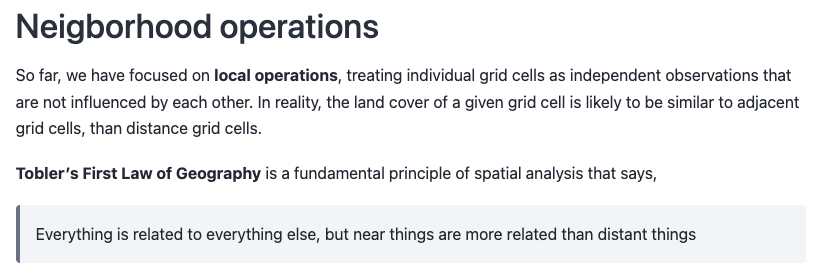 Neigborhood operations
So far, we have focused on local operations, treating individual grid cells as independent observations that
are not influenced by each other. In reality, the land cover of a given grid cell is likely to be similar to adjacent
grid cells, than distance grid cells.
Tobler’s First Law of Geography is a fundamental principle of spatial analysis that says,
Everything is related to everything else, but near things are more related than distant things